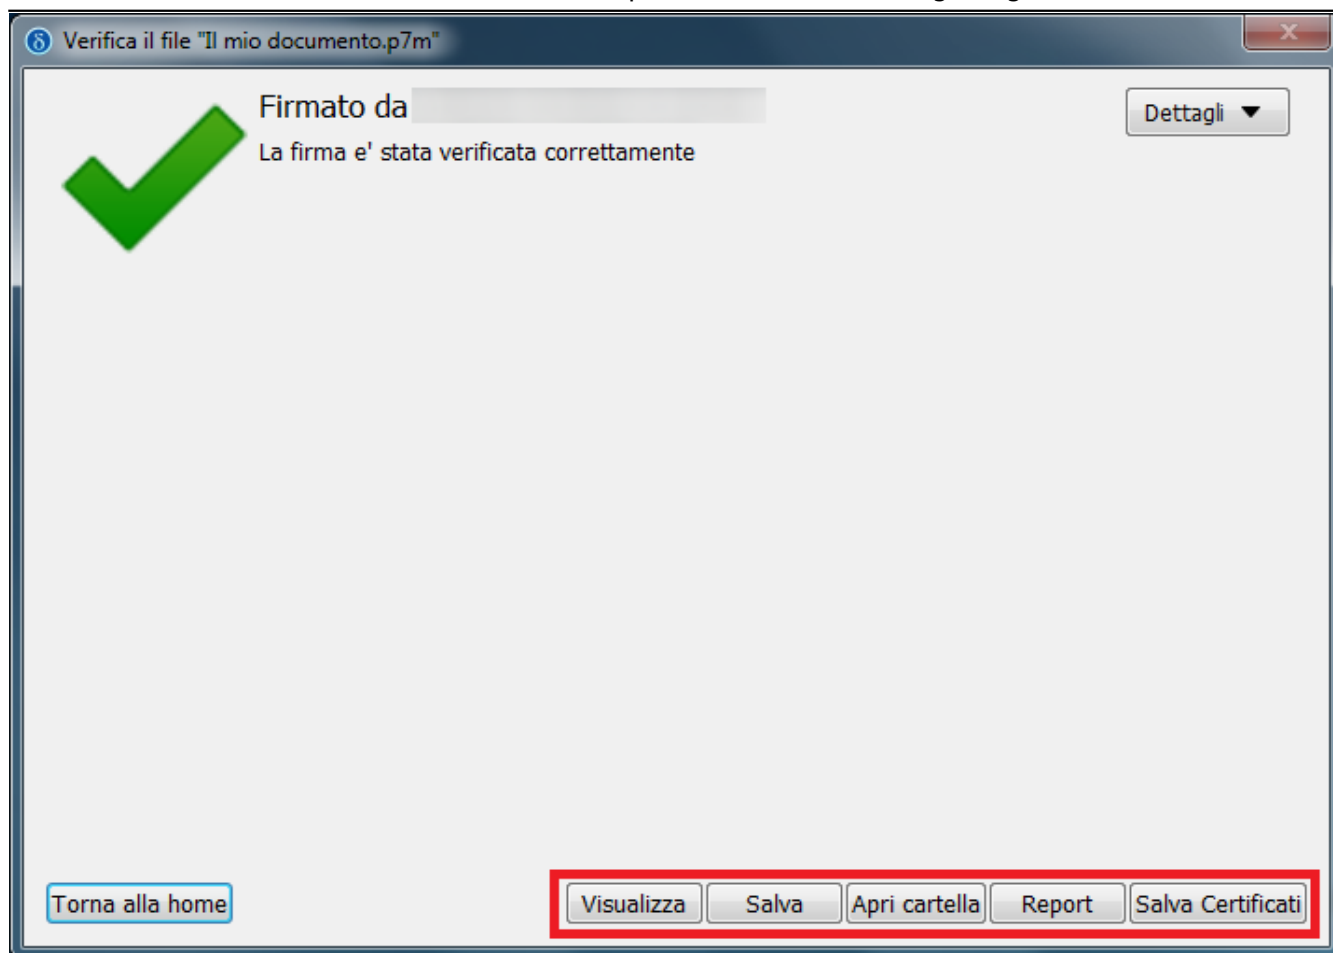 Verifica il file "Il mio documento.p7m"
Firmato da
Dettagli
La firma e' stata verificata correttamente
Torna alla home
Visualizza
Salva
Apri cartella
Report
Salva Certificati